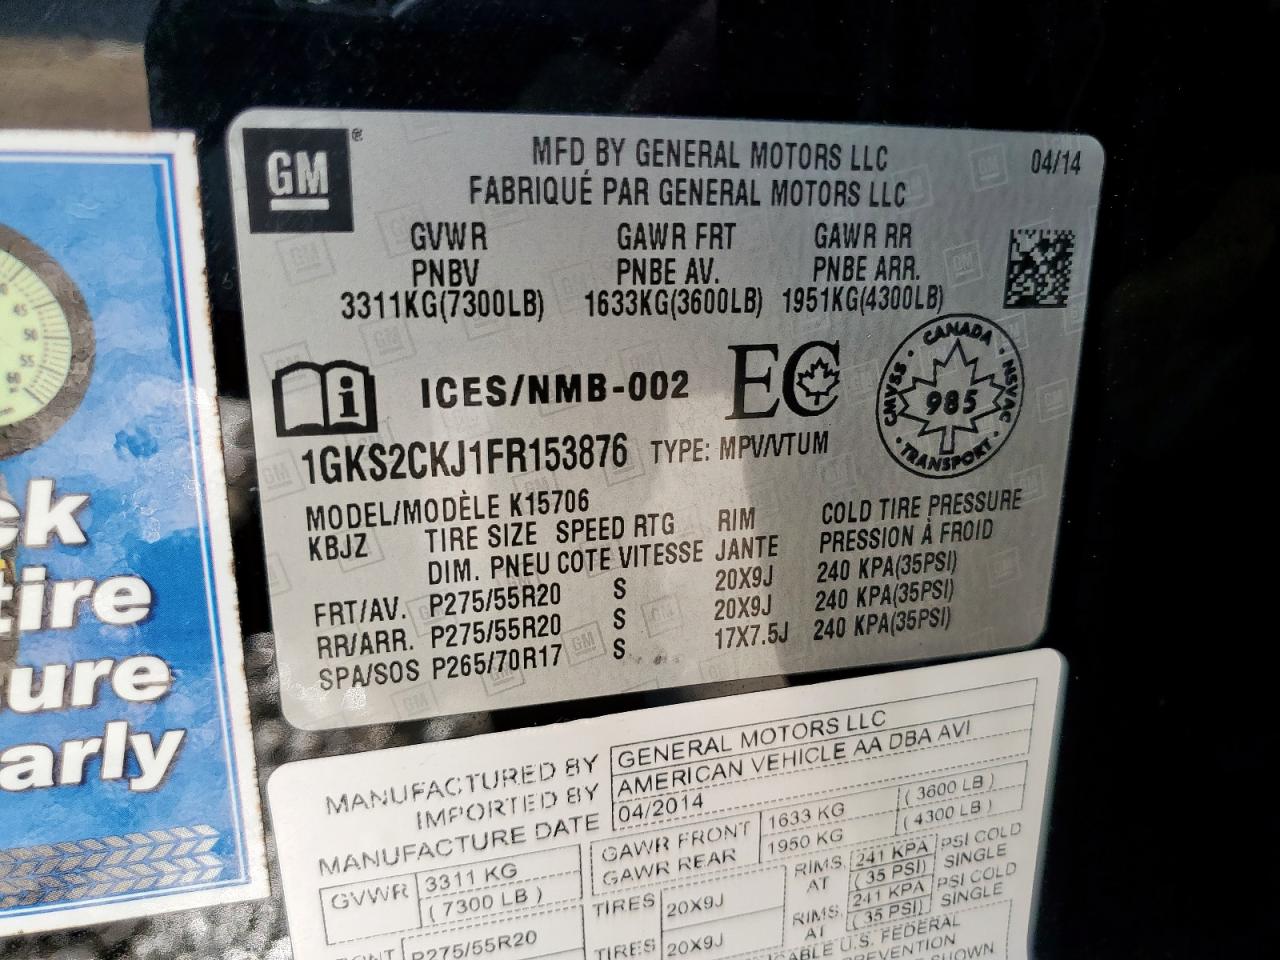 GM
®
MFD BY GENERAL MOTORS LLC
04/14
FABRIQUÉ PAR GENERAL MOTORS LLC
GVWR GAWR FRT GAWR RR
PNBV PNBE AV. PNBE ARR.
3311KG(7300LB) 1633KG(3600LB) 1951KG(4300LB)
i ICES/NMB-002 EC
CANADA · NSVAC · TRANSPORT · CMVSS ·
985
1GKS2CKJ1FR153876 TYPE: MPV/VTUM
MODEL/MODÈLE K15706
KBJZ TIRE SIZE SPEED RTG RIM COLD TIRE PRESSURE
DIM. PNEU COTE VITESSE JANTE PRESSION À FROID
FRT/AV. P275/55R20 S 20X9J 240 KPA(35PSI)
RR/ARR. P275/55R20 S 20X9J 240 KPA(35PSI)
SPA/SOS P265/70R17 S 17X7.5J 240 KPA(35PSI)
MANUFACTURED BY GENERAL MOTORS LLC
IMPORTED BY AMERICAN VEHICLE AA DBA AVI
MANUFACTURE DATE 04/2014
GVWR 3311 KG
( 7300 LB )
GAWR FRONT 1633 KG ( 3600 LB )
GAWR REAR 1950 KG ( 4300 LB )
TIRES 20X9J RIMS. AT 241 KPA ( 35 PSI ) PSI COLD SINGLE
P275/55R20 TIRES 20X9J RIMS. AT 241 KPA ( 35 PSI ) PSI COLD SINGLE
U.S. FEDERAL
SHOWN
45
50
55
60
ck
tire
ure
arly